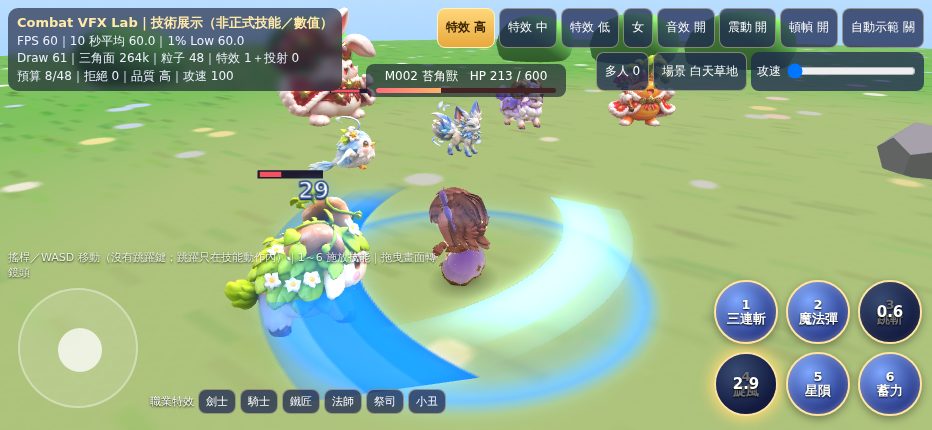 Combat VFX Lab｜技術展示（非正式技能／數值）
FPS 60｜10 秒平均 60.0｜1% Low 60.0
Draw 61｜三角面 264k｜粒子 48｜特效 1＋投射 0
預算 8/48｜拒絕 0｜品質 高｜攻速 100
特效 高
特效 中
特效 低
女
音效 開
震動 開
頓幀 開
自動示範 關
多人 0
場景 白天草地
攻速
M002 苔角獸 HP 213 / 600
29
搖桿／WASD 移動（沒有跳躍鍵；跳躍只在技能動作內）｜1～6 施放技能｜拖曳畫面轉
鏡頭
1
三連斬
2
魔法彈
0.6
2.9
5
星隕
6
蓄力
職業特效
劍士
騎士
鐵匠
法師
祭司
小丑